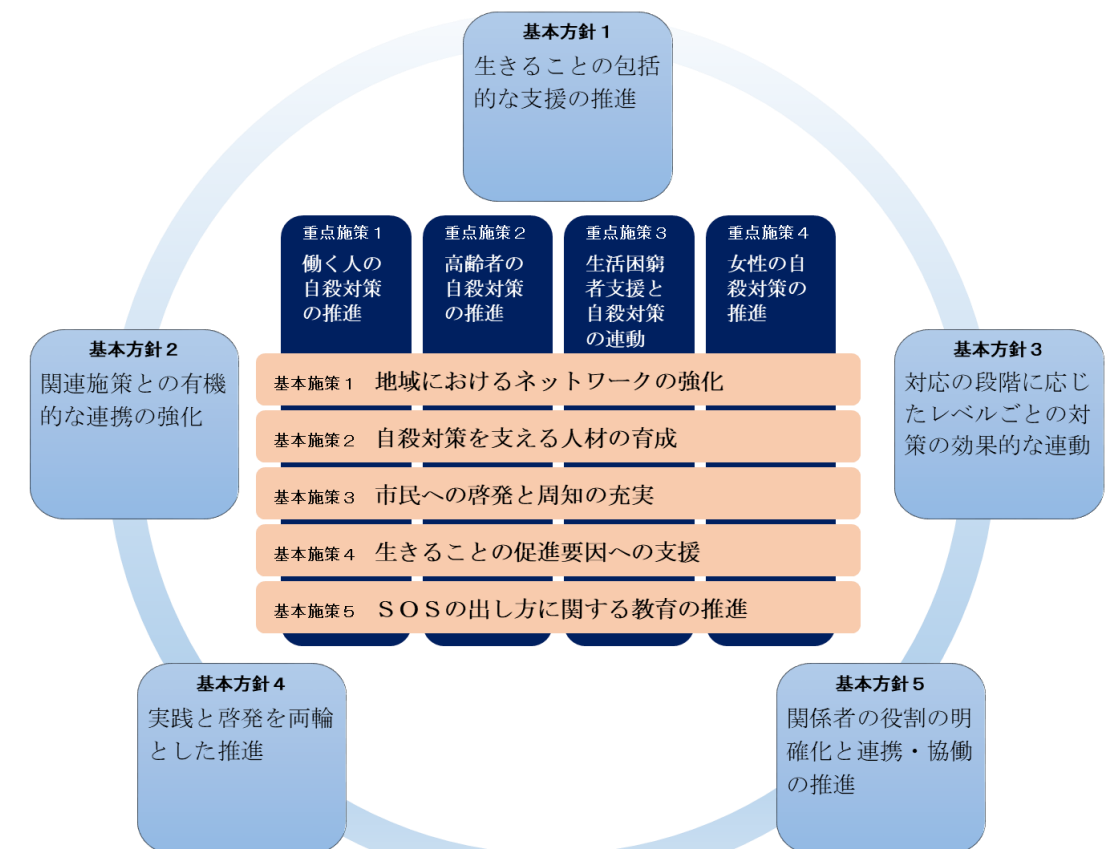 基本方針１
生きることの包括
的な支援の推進
重点施策１
働く人の
自殺対策
の推進
重点施策２
高齢者の
自殺対策
の推進
重点施策３
生活困窮
者支援と
自殺対策
の連動
重点施策４
女性の自
殺対策の
推進
基本方針２
関連施策との有機
的な連携の強化
基本方針３
対応の段階に応じ
たレベルごとの対
策の効果的な連動
基本施策１ 地域におけるネットワークの強化
基本施策２ 自殺対策を支える人材の育成
基本施策３ 市民への啓発と周知の充実
基本施策４ 生きることの促進要因への支援
基本施策５ ＳＯＳの出し方に関する教育の推進
基本方針４
実践と啓発を両輪
とした推進
基本方針５
関係者の役割の明
確化と連携・協働
の推進